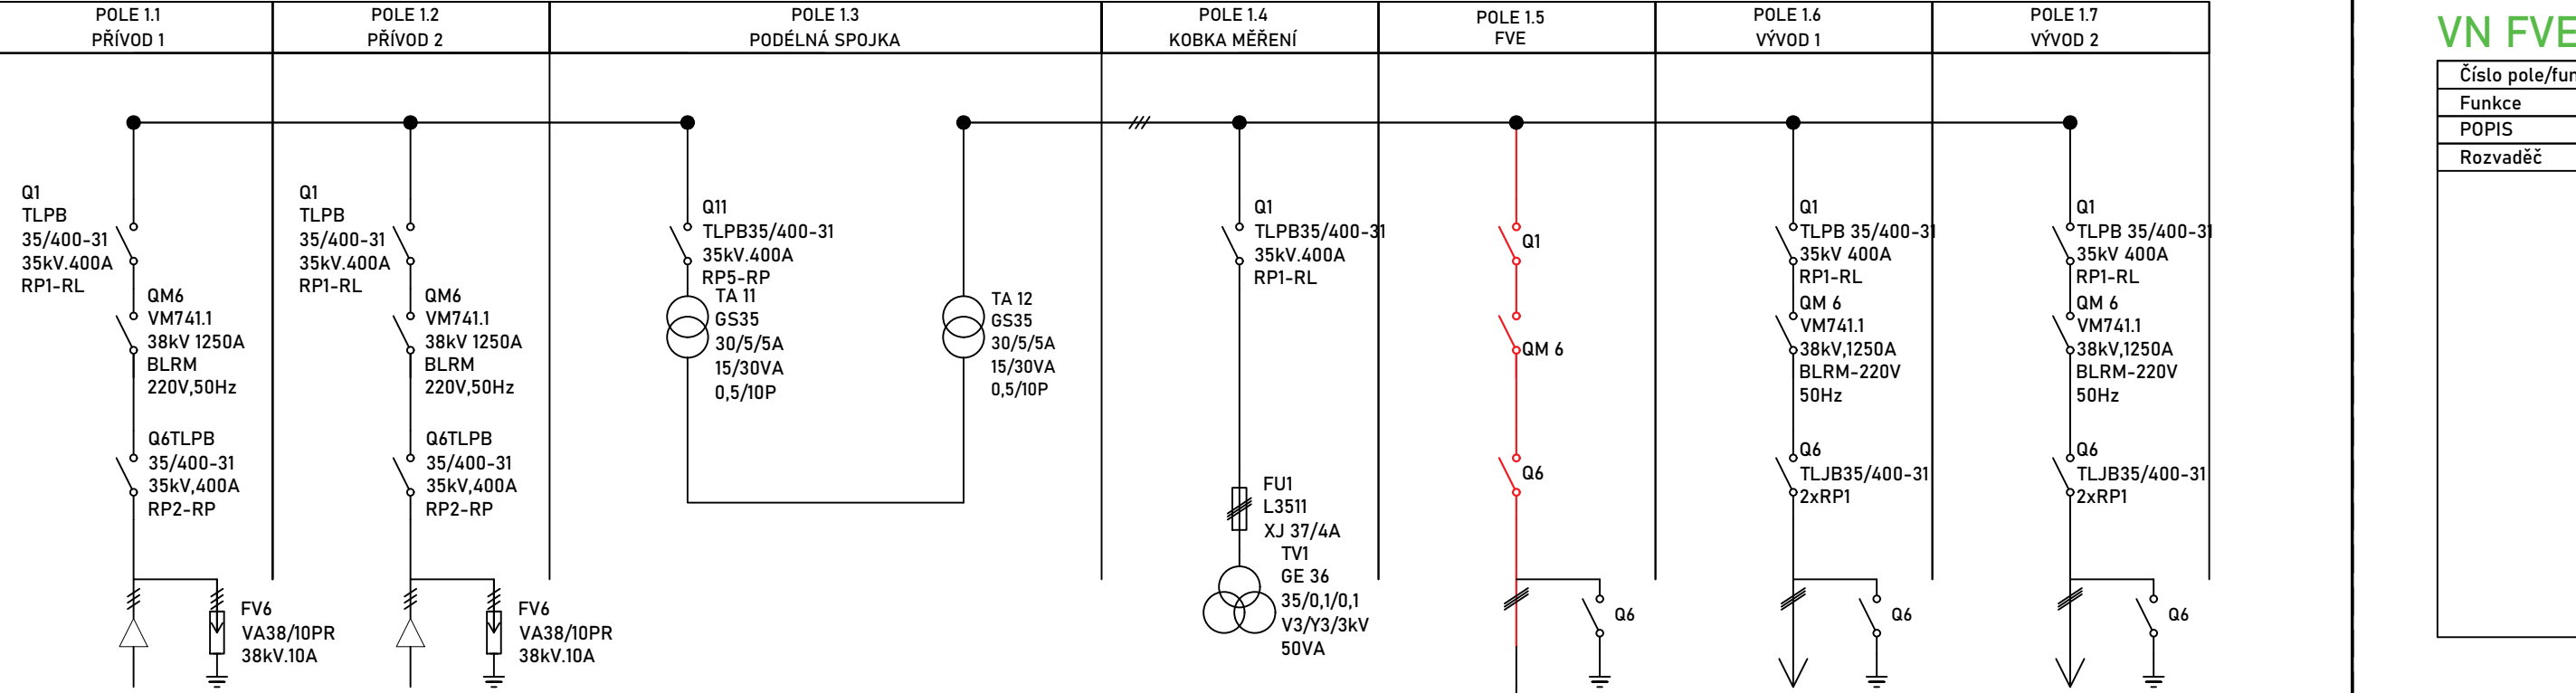 POLE 1.1
PŘÍVOD 1
POLE 1.2
PŘÍVOD 2
POLE 1.3
PODÉLNÁ SPOJKA
POLE 1.4
KOBKA MĚŘENÍ
POLE 1.5
FVE
POLE 1.6
VÝVOD 1
POLE 1.7
VÝVOD 2
Q1
TLPB
35/400-31
35kV.400A
RP1-RL
QM6
VM741.1
38kV 1250A
BLRM
220V,50Hz
Q6TLPB
35/400-31
35kV,400A
RP2-RP
FV6
VA38/10PR
38kV.10A
Q1
TLPB
35/400-31
35kV.400A
RP1-RL
QM6
VM741.1
38kV 1250A
BLRM
220V,50Hz
Q6TLPB
35/400-31
35kV,400A
RP2-RP
FV6
VA38/10PR
38kV.10A
Q11
TLPB35/400-31
35kV.400A
RP5-RP
TA 11
GS35
30/5/5A
15/30VA
0,5/10P
TA 12
GS35
30/5/5A
15/30VA
0,5/10P
Q1
TLPB35/400-31
35kV.400A
RP1-RL
FU1
L3511
XJ 37/4A
TV1
GE 36
35/0,1/0,1
V3/Y3/3kV
50VA
Q1
QM 6
Q6
Q6
Q1
TLPB 35/400-31
35kV 400A
RP1-RL
QM 6
VM741.1
38kV,1250A
BLRM-220V
50Hz
Q6
TLJB35/400-31
2xRP1
Q6
Q1
TLPB 35/400-31
35kV 400A
RP1-RL
QM 6
VM741.1
38kV,1250A
BLRM-220V
50Hz
Q6
TLJB35/400-31
2xRP1
Q6
VN FVE
Číslo pole/fun
Funkce
POPIS
Rozvaděč